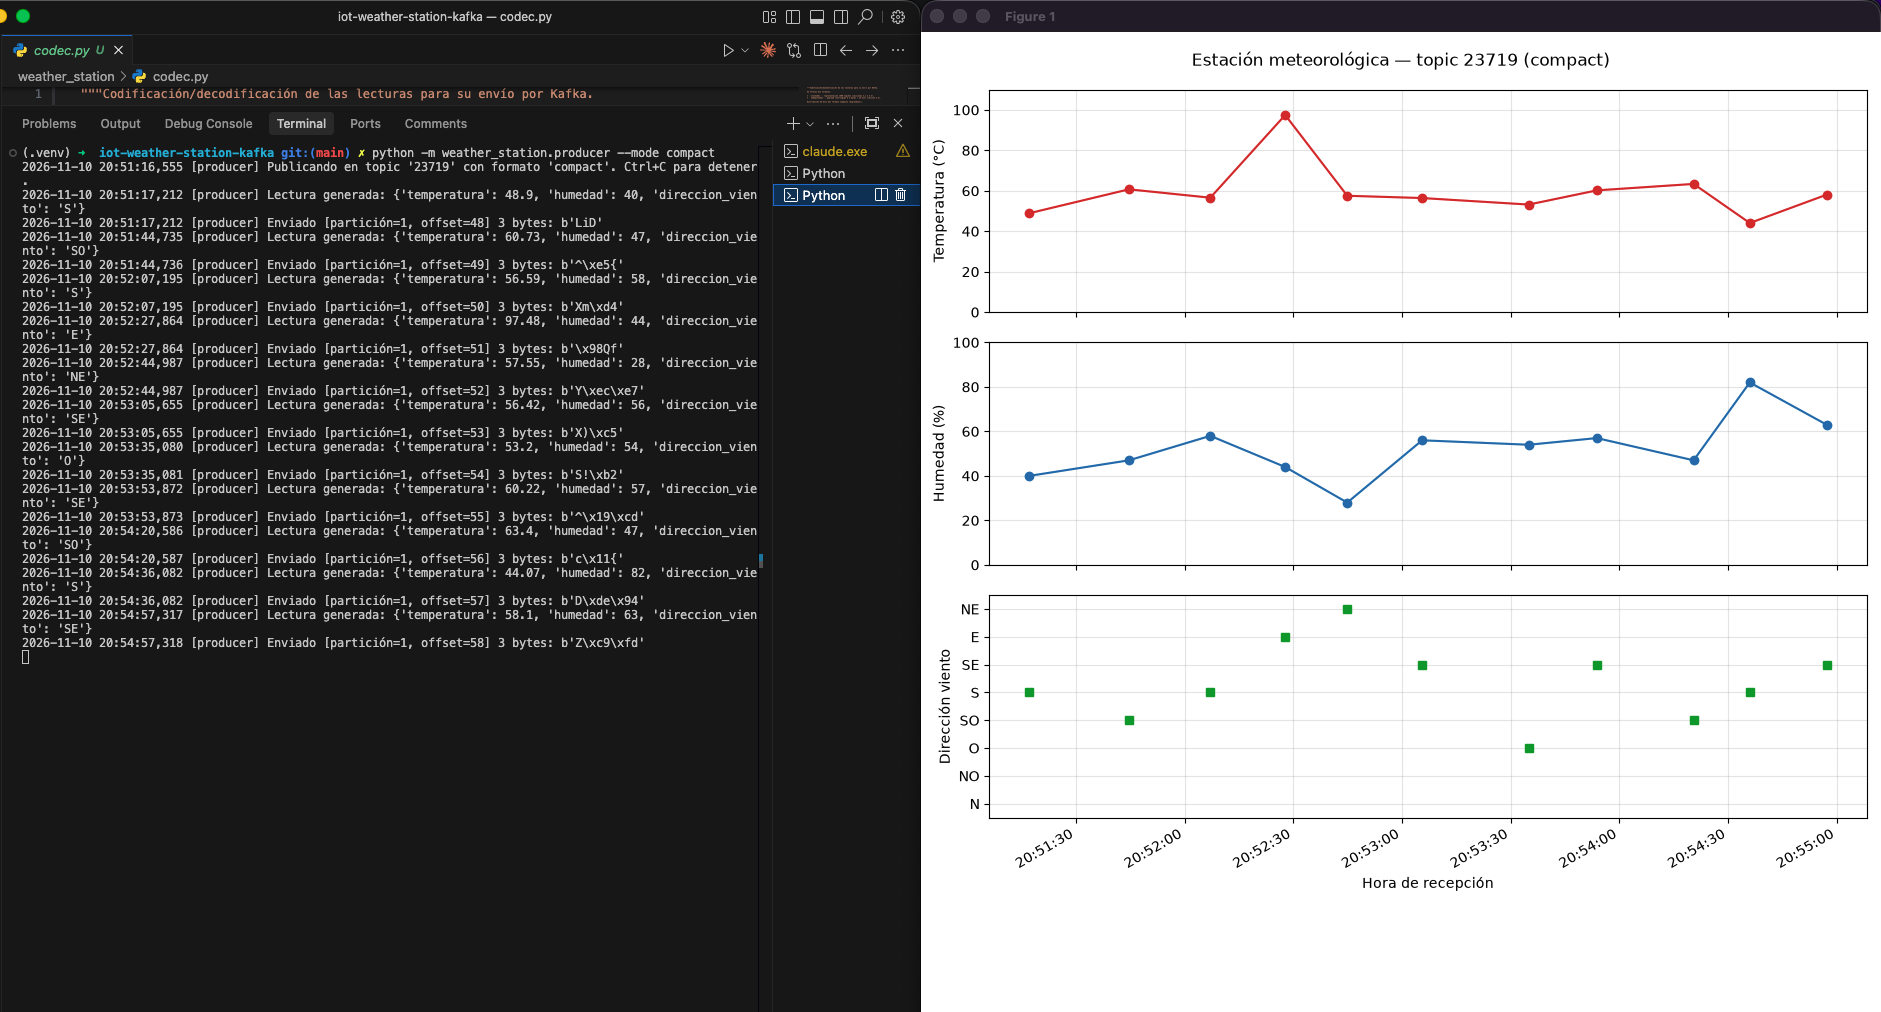 iot-weather-station-kafka — codec.py
codec.py U
weather_station > codec.py
1 """Codificación/decodificación de las lecturas para su envío por Kafka.
Problems Output Debug Console Terminal Ports Comments
(.venv) → iot-weather-station-kafka git:(main) ✗ python -m weather_station.producer --mode compact
2026-11-10 20:51:16,555 [producer] Publicando en topic '23719' con formato 'compact'. Ctrl+C para detener
.
2026-11-10 20:51:17,212 [producer] Lectura generada: {'temperatura': 48.9, 'humedad': 40, 'direccion_vien
to': 'S'}
2026-11-10 20:51:17,212 [producer] Enviado [partición=1, offset=48] 3 bytes: b'LiD'
2026-11-10 20:51:44,735 [producer] Lectura generada: {'temperatura': 60.73, 'humedad': 47, 'direccion_vie
nto': 'SO'}
2026-11-10 20:51:44,736 [producer] Enviado [partición=1, offset=49] 3 bytes: b'^\xe5{'
2026-11-10 20:52:07,195 [producer] Lectura generada: {'temperatura': 56.59, 'humedad': 58, 'direccion_vie
nto': 'S'}
2026-11-10 20:52:07,195 [producer] Enviado [partición=1, offset=50] 3 bytes: b'Xm\xd4'
2026-11-10 20:52:27,864 [producer] Lectura generada: {'temperatura': 97.48, 'humedad': 44, 'direccion_vie
nto': 'E'}
2026-11-10 20:52:27,864 [producer] Enviado [partición=1, offset=51] 3 bytes: b'\x98Qf'
2026-11-10 20:52:44,987 [producer] Lectura generada: {'temperatura': 57.55, 'humedad': 28, 'direccion_vie
nto': 'NE'}
2026-11-10 20:52:44,987 [producer] Enviado [partición=1, offset=52] 3 bytes: b'Y\xec\xe7'
2026-11-10 20:53:05,655 [producer] Lectura generada: {'temperatura': 56.42, 'humedad': 56, 'direccion_vie
nto': 'SE'}
2026-11-10 20:53:05,655 [producer] Enviado [partición=1, offset=53] 3 bytes: b'X)\xc5'
2026-11-10 20:53:35,080 [producer] Lectura generada: {'temperatura': 53.2, 'humedad': 54, 'direccion_vien
to': 'O'}
2026-11-10 20:53:35,081 [producer] Enviado [partición=1, offset=54] 3 bytes: b'S!\xb2'
2026-11-10 20:53:53,872 [producer] Lectura generada: {'temperatura': 60.22, 'humedad': 57, 'direccion_vie
nto': 'SE'}
2026-11-10 20:53:53,873 [producer] Enviado [partición=1, offset=55] 3 bytes: b'^\x19\xcd'
2026-11-10 20:54:20,586 [producer] Lectura generada: {'temperatura': 63.4, 'humedad': 47, 'direccion_vien
to': 'SO'}
2026-11-10 20:54:20,587 [producer] Enviado [partición=1, offset=56] 3 bytes: b'c\x11{'
2026-11-10 20:54:36,082 [producer] Lectura generada: {'temperatura': 44.07, 'humedad': 82, 'direccion_vie
nto': 'S'}
2026-11-10 20:54:36,082 [producer] Enviado [partición=1, offset=57] 3 bytes: b'D\xde\x94'
2026-11-10 20:54:57,317 [producer] Lectura generada: {'temperatura': 58.1, 'humedad': 63, 'direccion_vien
to': 'SE'}
2026-11-10 20:54:57,318 [producer] Enviado [partición=1, offset=58] 3 bytes: b'Z\xc9\xfd'
claude.exe
Python
Python
Figure 1
Estación meteorológica — topic 23719 (compact)
Temperatura (°C)
100
80
60
40
20
0
Humedad (%)
100
80
60
40
20
0
Dirección viento
NE
E
SE
S
SO
O
NO
N
20:51:30 20:52:00 20:52:30 20:53:00 20:53:30 20:54:00 20:54:30 20:55:00
Hora de recepción